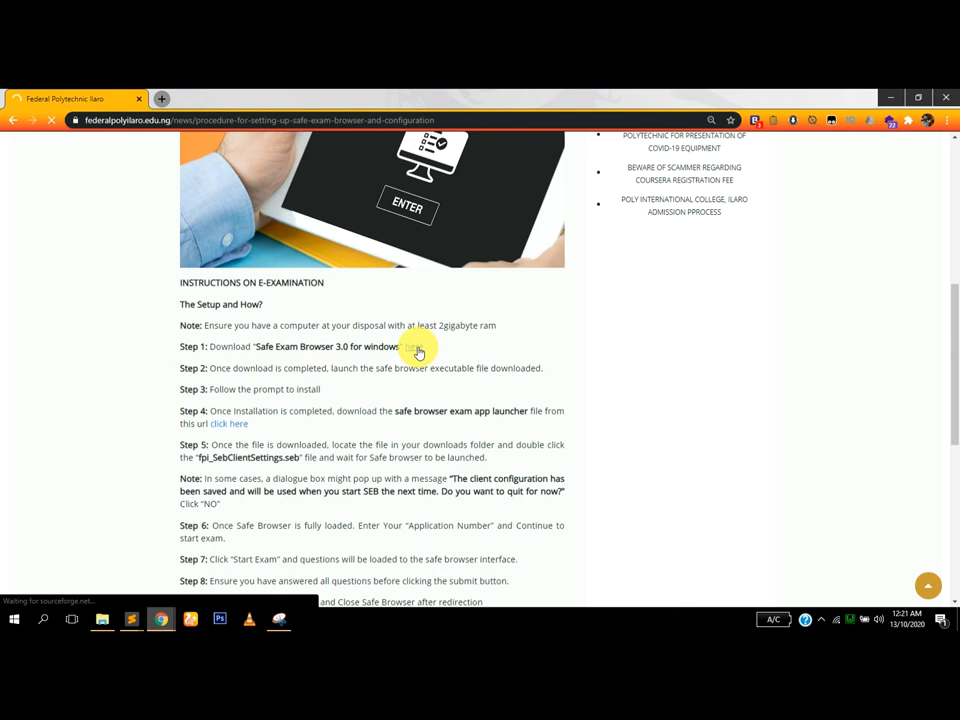 Federal Polytechnic Ilaro
federalpolyilaro.edu.ng/news/procedure-for-setting-up-safe-exam-browser-and-configuration
ENTER
POLYTECHNIC FOR PRESENTATION OF
COVID-19 EQUIPMENT
BEWARE OF SCAMMER REGARDING
COURSERA REGISTRATION FEE
POLY INTERNATIONAL COLLEGE, ILARO
ADMISSION PPROCESS
INSTRUCTIONS ON E-EXAMINATION
The Setup and How?
Note: Ensure you have a computer at your disposal with at least 2gigabyte ram
Step 1: Download “Safe Exam Browser 3.0 for windows” here
Step 2: Once download is completed, launch the safe browser executable file downloaded.
Step 3: Follow the prompt to install
Step 4: Once Installation is completed, download the safe browser exam app launcher file from
this url click here
Step 5: Once the file is downloaded, locate the file in your downloads folder and double click
the “fpi_SebClientSettings.seb” file and wait for Safe browser to be launched.
Note: In some cases, a dialogue box might pop up with a message “The client configuration has
been saved and will be used when you start SEB the next time. Do you want to quit for now?”
Click “NO”
Step 6: Once Safe Browser is fully loaded. Enter Your “Application Number” and Continue to
start exam.
Step 7: Click “Start Exam” and questions will be loaded to the safe browser interface.
Step 8: Ensure you have answered all questions before clicking the submit button.
and Close Safe Browser after redirection
Waiting for sourceforge.net...
A/C
12:21 AM
13/10/2020